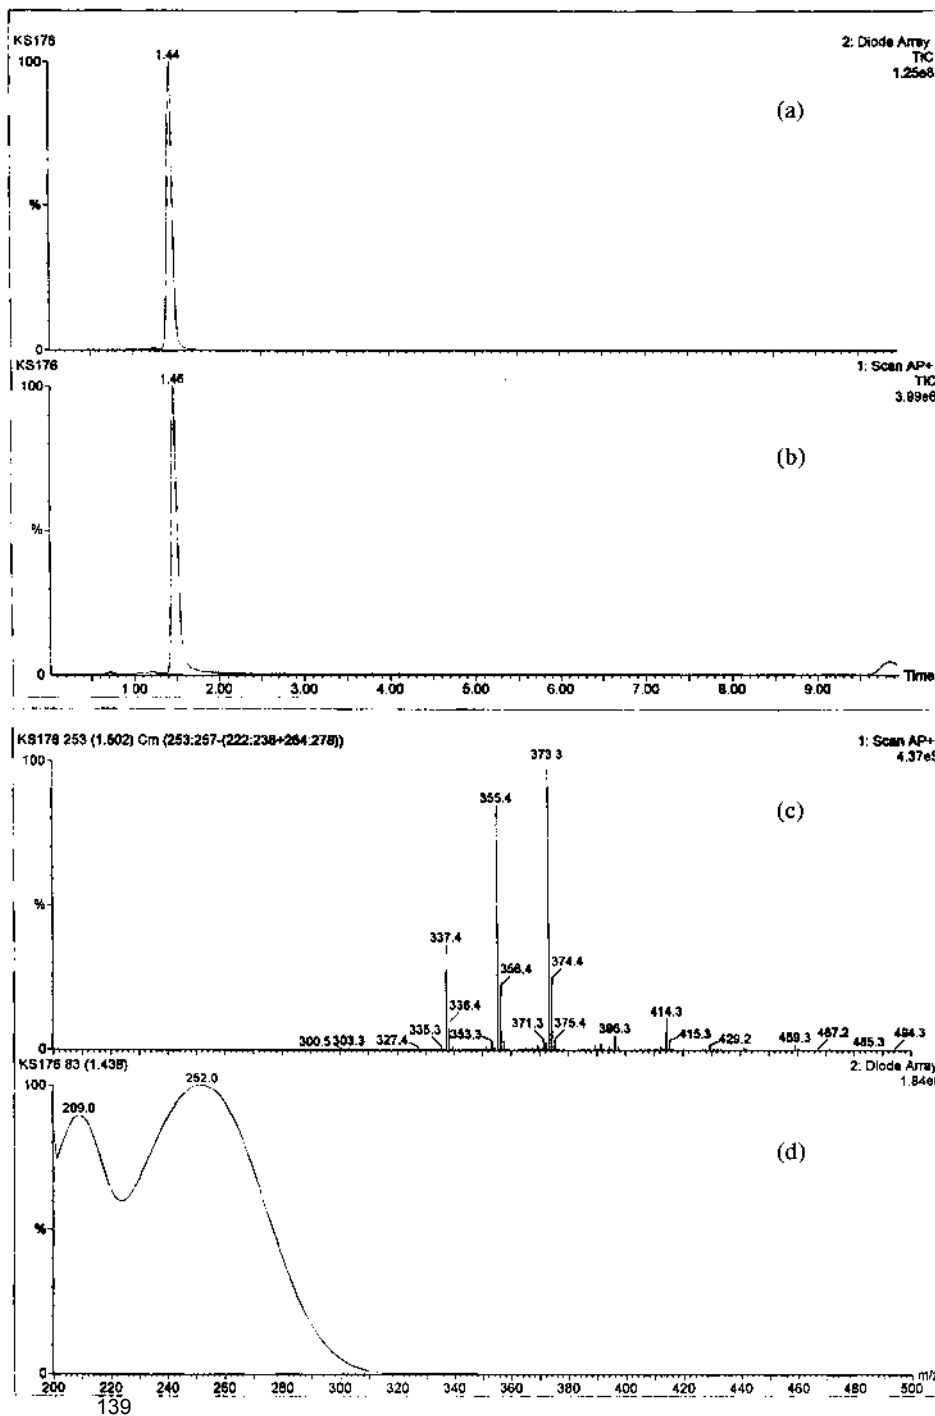 KS176
2: Diode Array
TIC
1.25e8
1.44
100
(a)
%
0
KS176
1: Scan AP+
TIC
3.99e6
1.46
100
(b)
%
0
1.00 2.00 3.00 4.00 5.00 6.00 7.00 8.00 9.00 Time
KS176 253 (1.502) Cm (253:257-(222:238+264:278))
1: Scan AP+
373.3
100
355.4
(c)
%
337.4
356.4
374.4
336.4
335.3
353.3
371.3
375.4
396.3
414.3
415.3
429.2
300.5
303.3
327.4
459.3
467.2
485.3
494.3
0
KS176 83 (1.438)
2: Diode Array
252.0
100
209.0
(d)
%
0
200 220 240 260 280 300 320 340 360 380 400 420 440 460 480 500
m/z
139